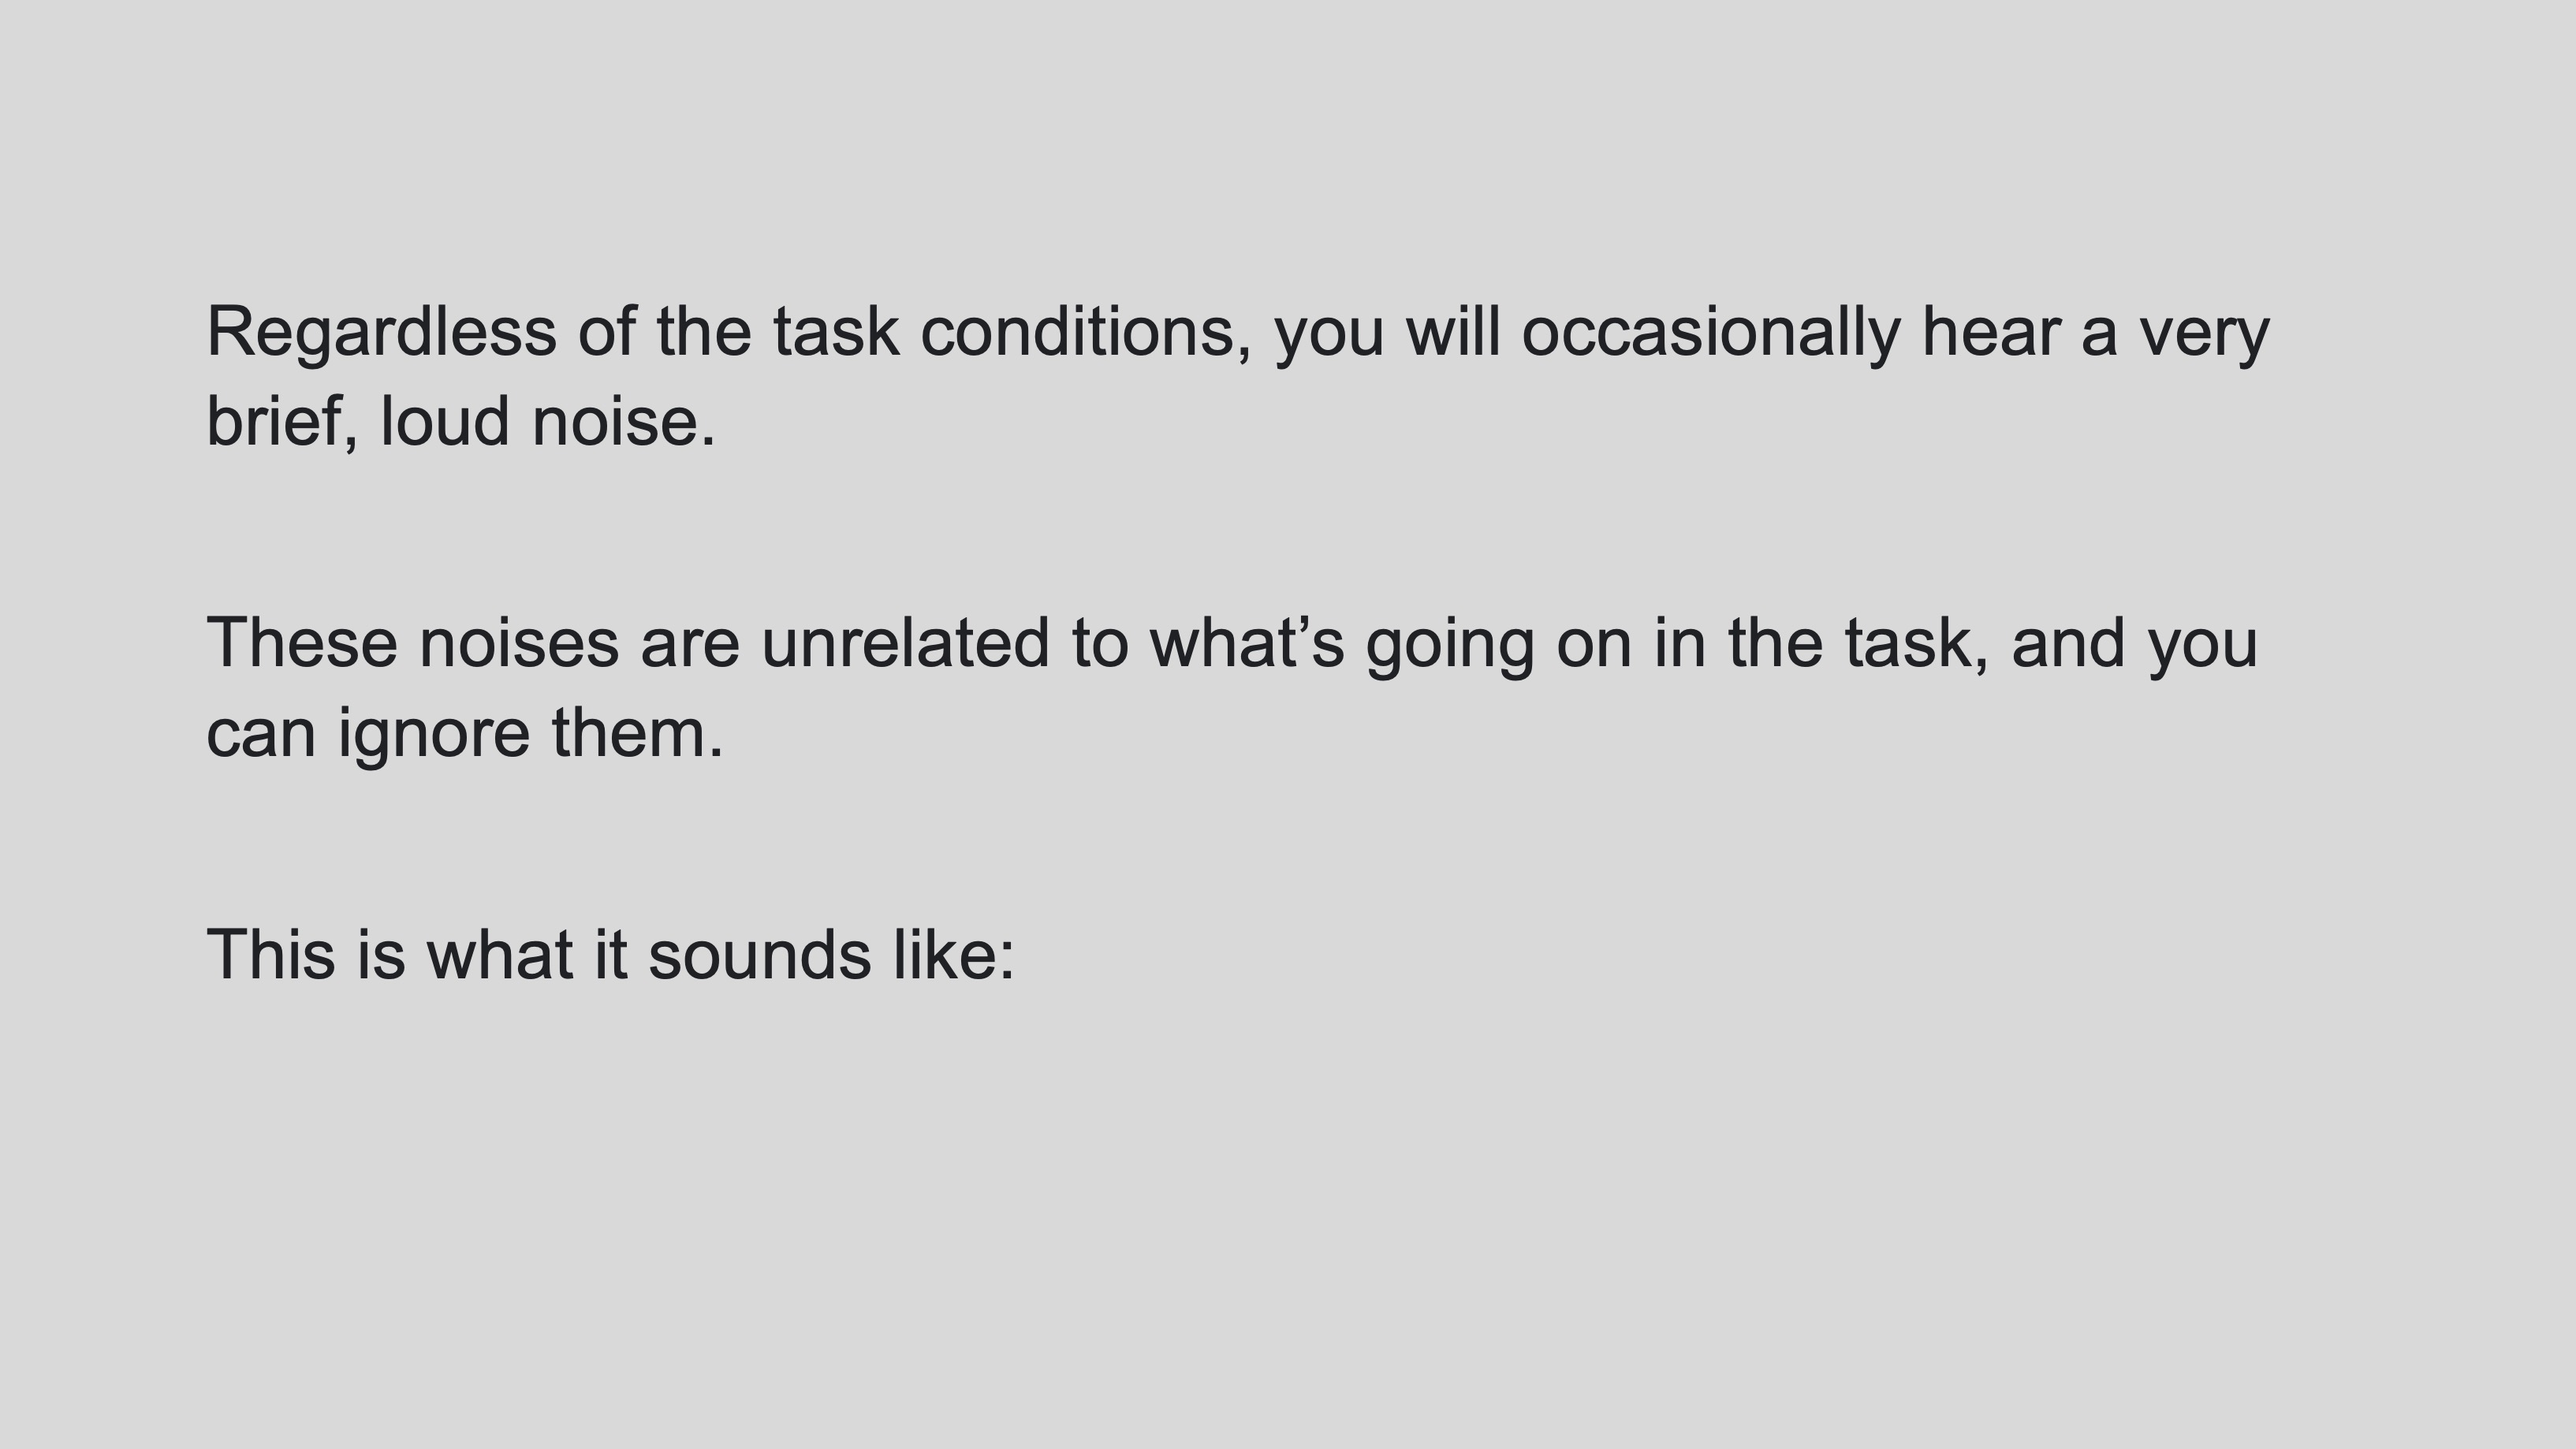 Regardless of the task conditions, you will occasionally hear a very
brief, loud noise.
These noises are unrelated to what’s going on in the task, and you
can ignore them.
This is what it sounds like: